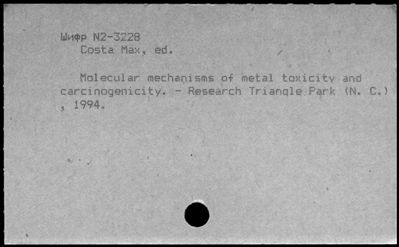 Шифр N2-3228
Costa Max, ed.
Molecular mechanisms of metal toxicity and
carcinogenicity. - Research Triangle Park (N. C.)
, 1994.